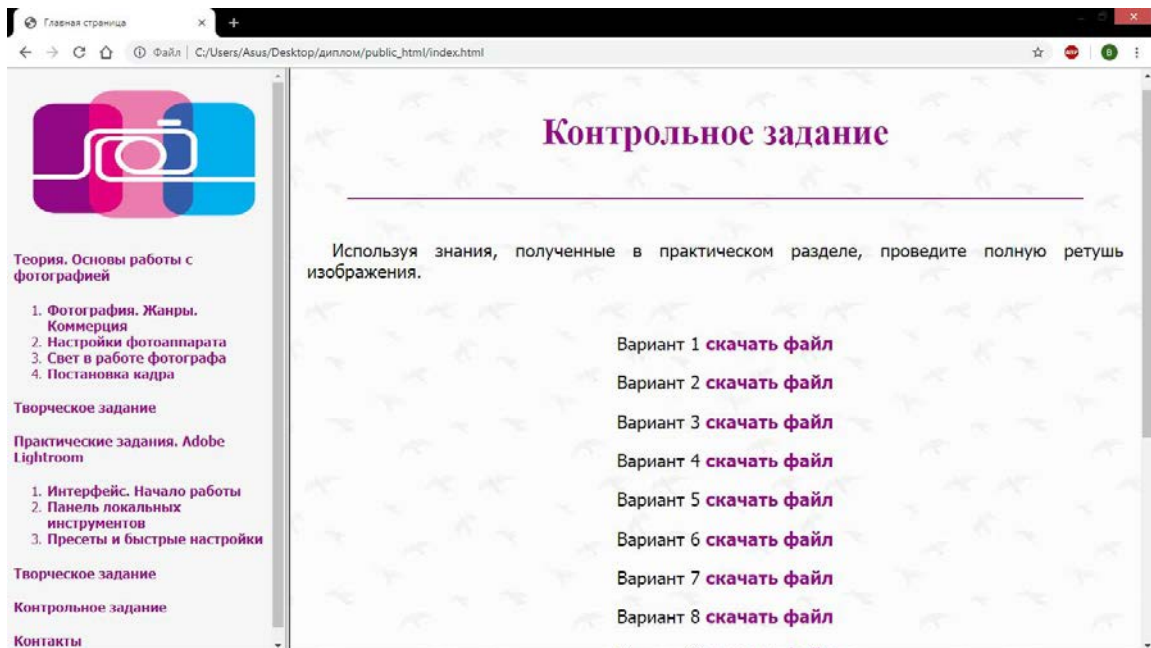 Главная страница
Файл | C:/Users/Asus/Desktop/диплом/public_html/index.html
ABP
B
Теория. Основы работы с
фотографией
1. Фотография. Жанры.
Коммерция
2. Настройки фотоаппарата
3. Свет в работе фотографа
4. Постановка кадра
Творческое задание
Практические задания. Adobe
Lightroom
1. Интерфейс. Начало работы
2. Панель локальных
инструментов
3. Пресеты и быстрые настройки
Творческое задание
Контрольное задание
Контакты
Контрольное задание
Используя знания, полученные в практическом разделе, проведите полную ретушь
изображения.
Вариант 1 скачать файл
Вариант 2 скачать файл
Вариант 3 скачать файл
Вариант 4 скачать файл
Вариант 5 скачать файл
Вариант 6 скачать файл
Вариант 7 скачать файл
Вариант 8 скачать файл